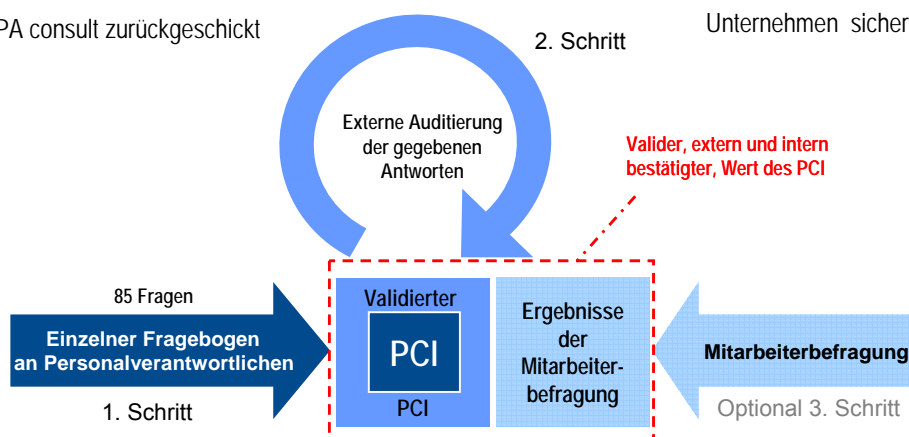 PA consult zurückgeschickt
Unternehmen sicher
2. Schritt
Externe Auditierung
der gegebenen
Antworten
Valider, extern und intern
bestätigter, Wert des PCI
85 Fragen
Einzelner Fragebogen
an Personalverantwortlichen
1. Schritt
Validierter
PCI
PCI
Ergebnisse
der
Mitarbeiter-
befragung
Mitarbeiterbefragung
Optional 3. Schritt